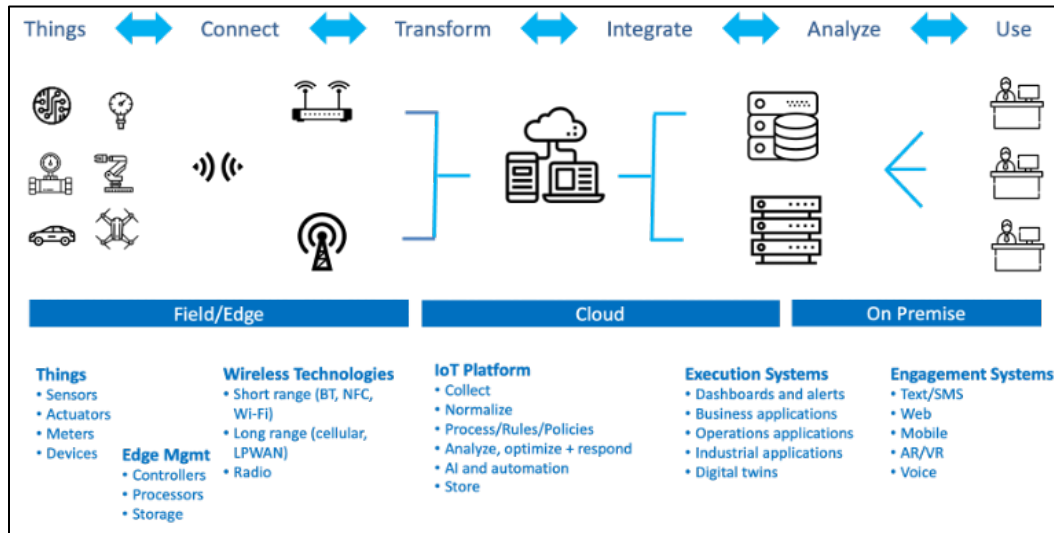 Things Connect Transform Integrate Analyze Use
Field/Edge Cloud On Premise
Things
• Sensors
• Actuators
• Meters
• Devices
Edge Mgmt
• Controllers
• Processors
• Storage
Wireless Technologies
• Short range (BT, NFC,
Wi-Fi)
• Long range (cellular,
LPWAN)
• Radio
IoT Platform
• Collect
• Normalize
• Process/Rules/Policies
• Analyze, optimize + respond
• AI and automation
• Store
Execution Systems
• Dashboards and alerts
• Business applications
• Operations applications
• Industrial applications
• Digital twins
Engagement Systems
• Text/SMS
• Web
• Mobile
• AR/VR
• Voice